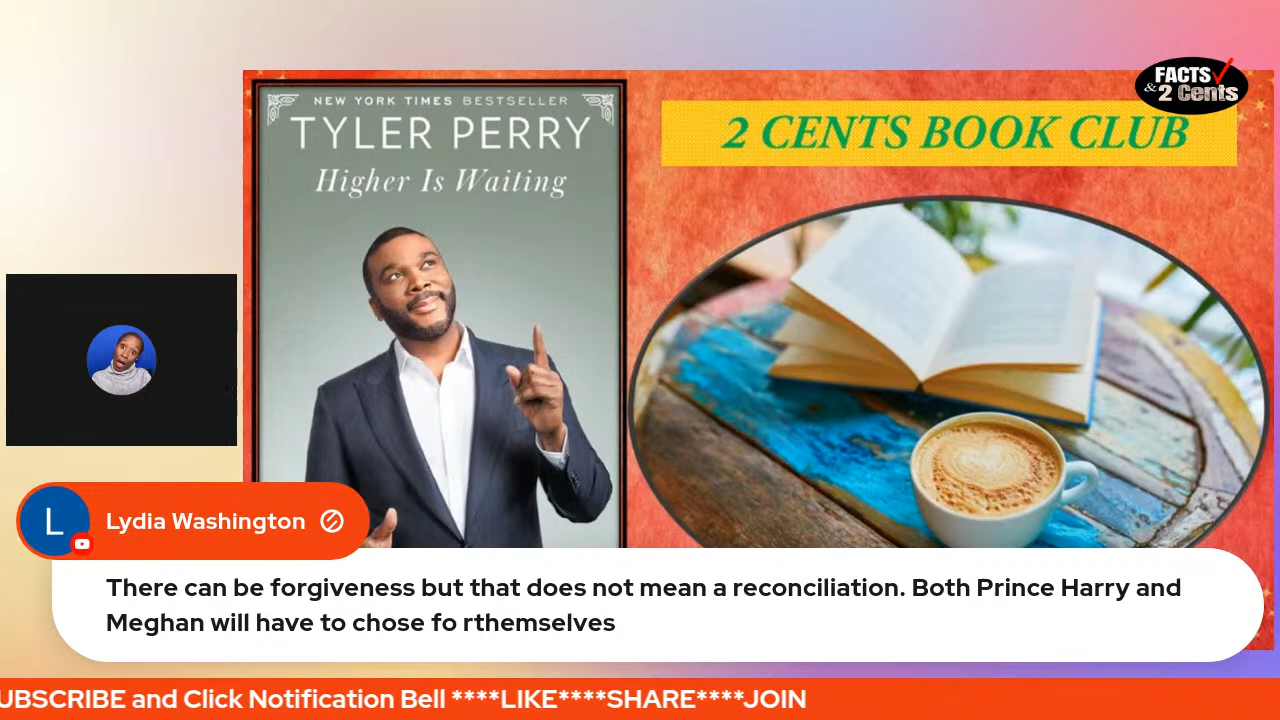 FACTS
& 2 Cents
NEW YORK TIMES BESTSELLER
TYLER PERRY
Higher Is Waiting
2 CENTS BOOK CLUB
L
Lydia Washington
There can be forgiveness but that does not mean a reconciliation. Both Prince Harry and
Meghan will have to chose fo rthemselves
UBSCRIBE and Click Notification Bell ****LIKE****SHARE****JOIN